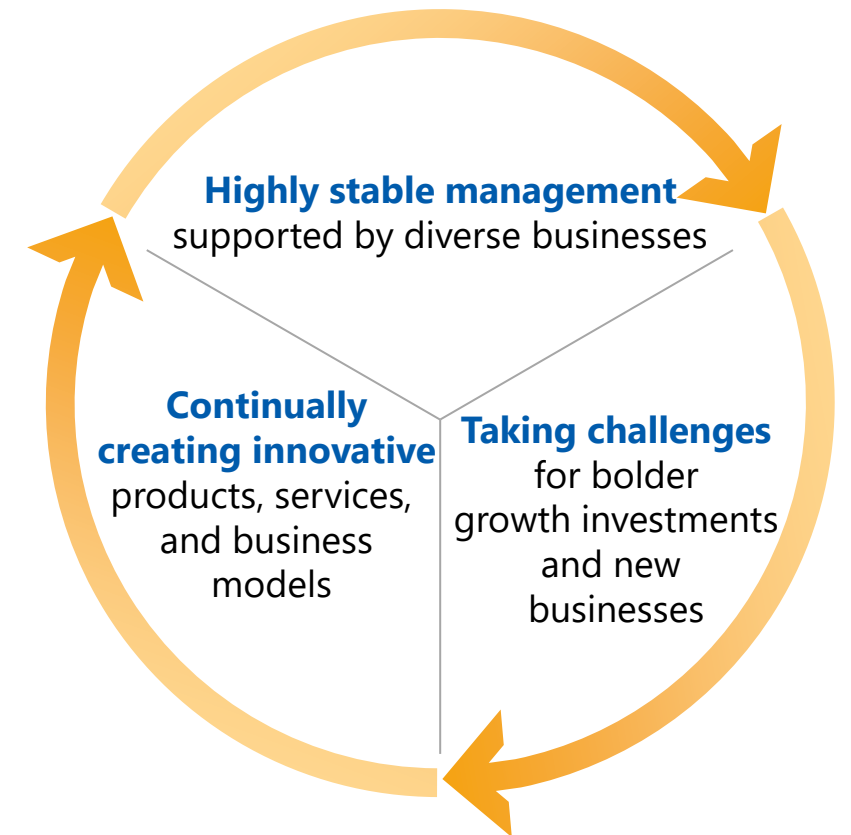 Highly stable management
supported by diverse businesses
Continually
creating innovative
products, services,
and business
models
Taking challenges
for bolder
growth investments
and new
businesses